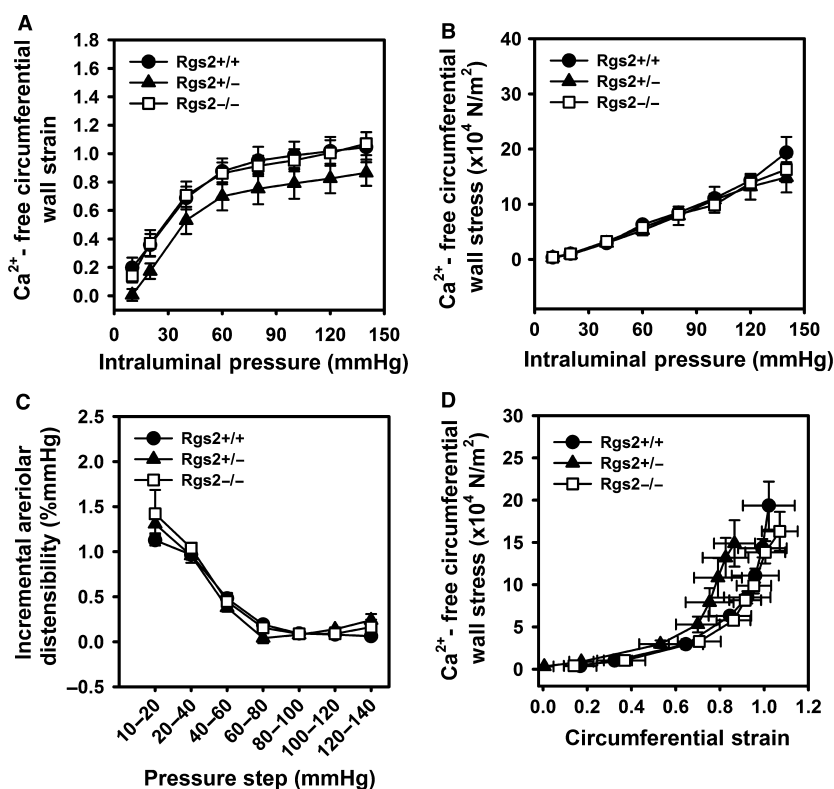 A
Ca²⁺- free circumferential
wall strain
1.8
1.6
1.4
1.2
1.0
0.8
0.6
0.4
0.2
0.0
Rgs2+/+
Rgs2+/−
Rgs2−/−
0 30 60 90 120 150
Intraluminal pressure (mmHg)
B
Ca²⁺- free circumferential
wall stress (x10⁴ N/m²)
40
30
20
10
0
Rgs2+/+
Rgs2+/−
Rgs2−/−
0 30 60 90 120 150
Intraluminal pressure (mmHg)
C
Incremental areriolar
distensibility (%mmHg)
2.5
2.0
1.5
1.0
0.5
0.0
−0.5
Rgs2+/+
Rgs2+/−
Rgs2−/−
10−20 20−40 40−60 60−80 80−100 100−120 120−140
Pressure step (mmHg)
D
Ca²⁺- free circumferential
wall stress (x10⁴ N/m²)
30
25
20
15
10
5
0
Rgs2+/+
Rgs2+/−
Rgs2−/−
0.0 0.2 0.4 0.6 0.8 1.0 1.2
Circumferential strain